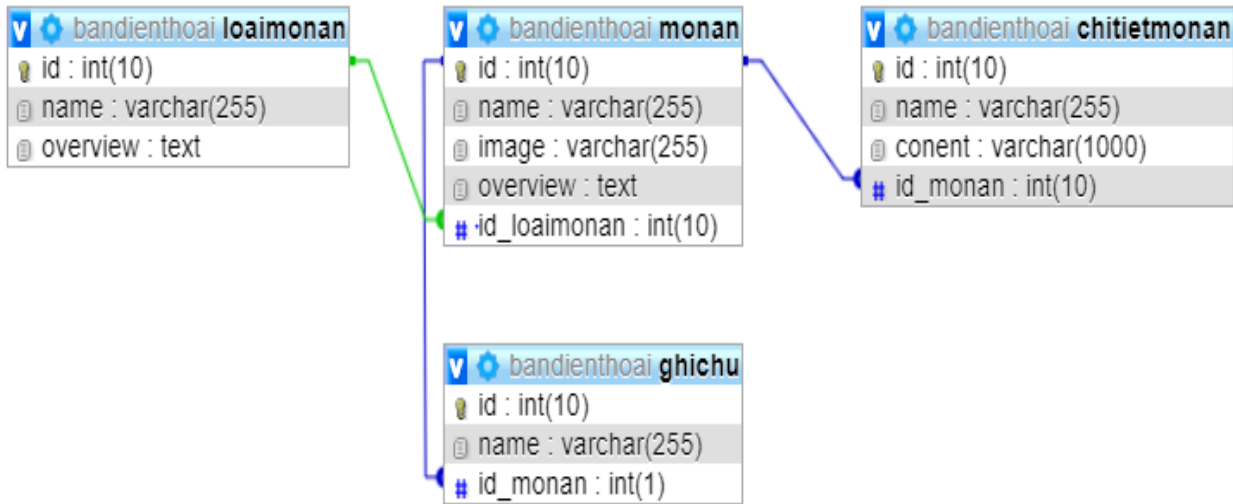 bandienthoai loaimonan
id : int(10)
name : varchar(255)
overview : text
bandienthoai monan
id : int(10)
name : varchar(255)
image : varchar(255)
overview : text
# id_loaimonan : int(10)
bandienthoai chitietmonan
id : int(10)
name : varchar(255)
conent : varchar(1000)
# id_monan : int(10)
bandienthoai ghichu
id : int(10)
name : varchar(255)
# id_monan : int(1)